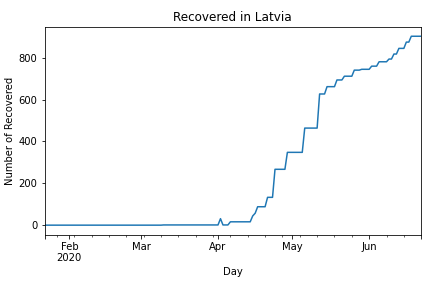 Recovered in Latvia
Number of Recovered
800
600
400
200
0
Feb
2020
Mar
Apr
May
Jun
Day